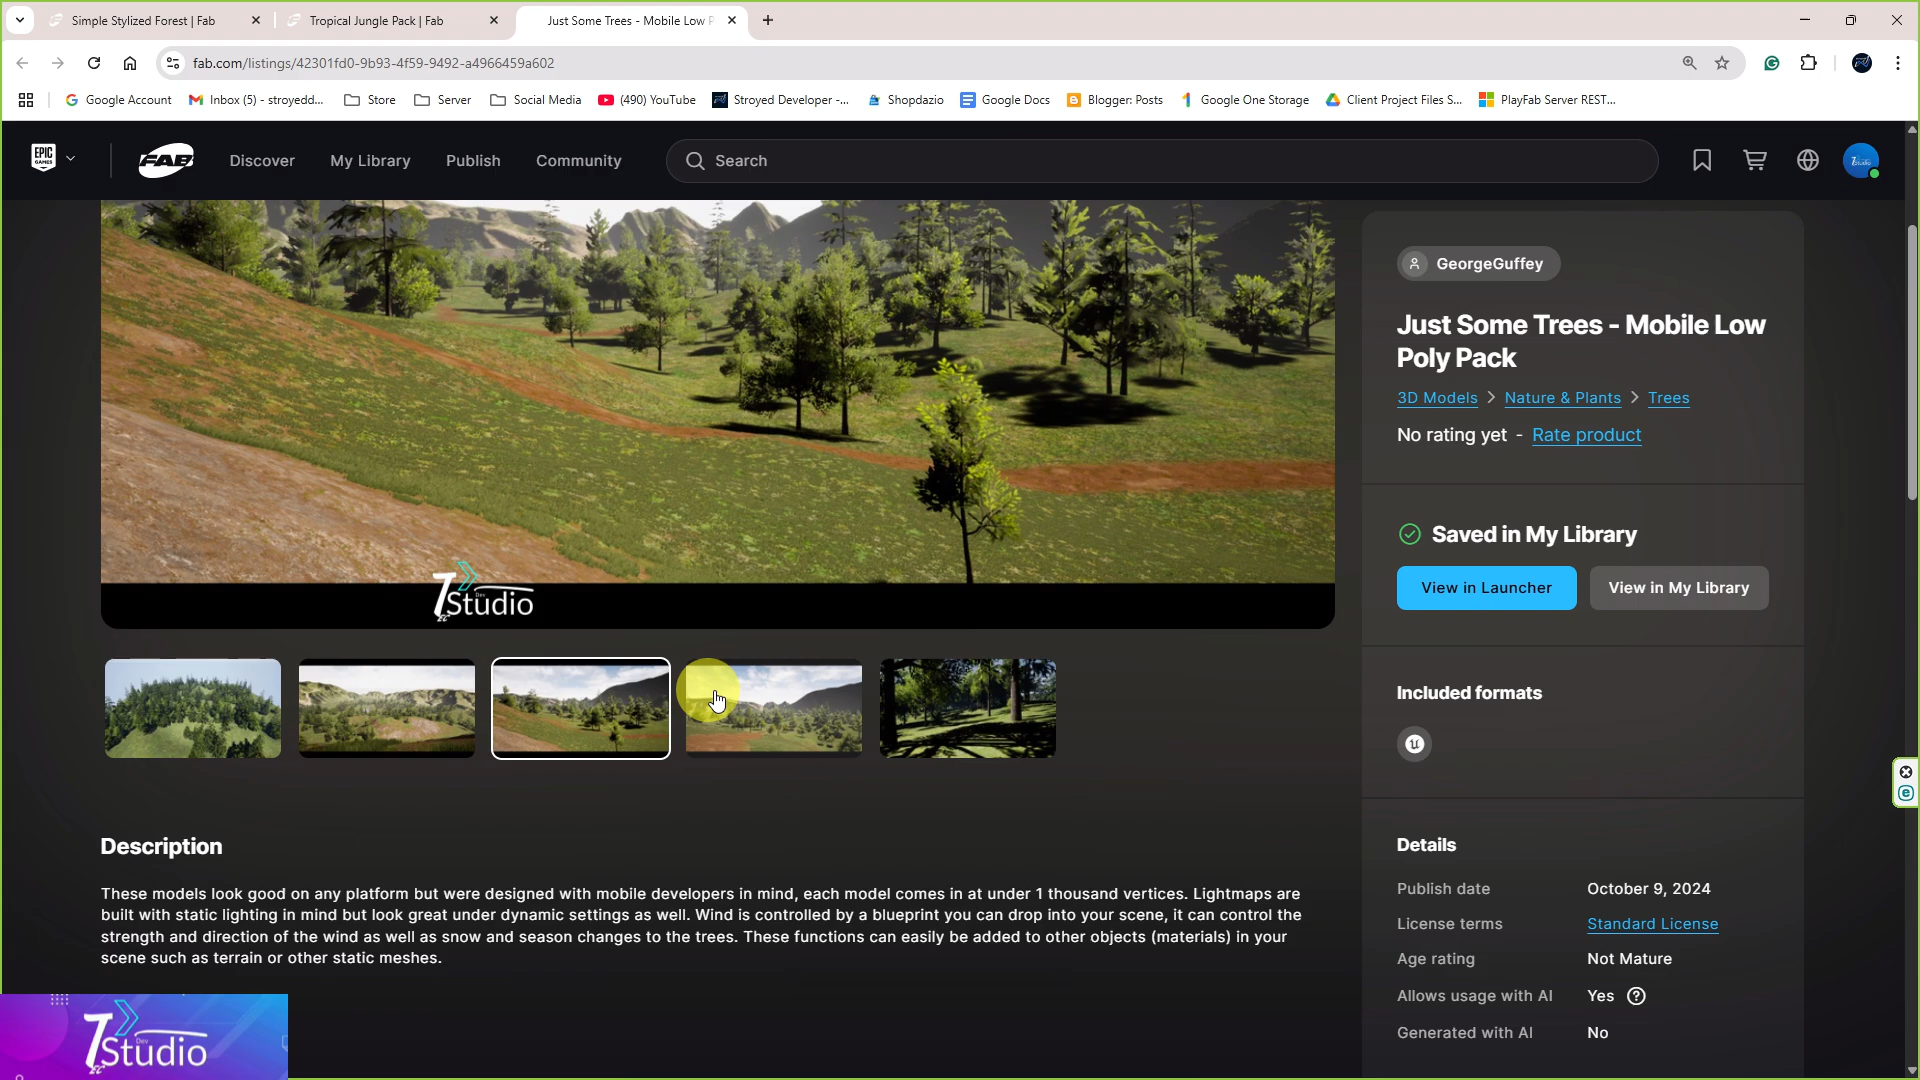 Simple Stylized Forest | Fab
Tropical Jungle Pack | Fab
Just Some Trees - Mobile Low P
fab.com/listings/42301fd0-9b93-4f59-9492-a4966459a602
Google Account
Inbox (5) - stroyedd...
Store
Server
Social Media
(490) YouTube
Stroyed Developer -...
Shopdazio
Google Docs
Blogger: Posts
Google One Storage
Client Project Files S...
PlayFab Server REST...
EPIC GAMES
FAB
Discover
My Library
Publish
Community
Search
GeorgeGuffey
Just Some Trees - Mobile Low
Poly Pack
3D Models > Nature & Plants > Trees
No rating yet - Rate product
Saved in My Library
View in Launcher
View in My Library
7Studio
Dev
Included formats
Description
These models look good on any platform but were designed with mobile developers in mind, each model comes in at under 1 thousand vertices. Lightmaps are
built with static lighting in mind but look great under dynamic settings as well. Wind is controlled by a blueprint you can drop into your scene, it can control the
strength and direction of the wind as well as snow and season changes to the trees. These functions can easily be added to other objects (materials) in your
scene such as terrain or other static meshes.
Details
Publish date October 9, 2024
License terms Standard License
Age rating Not Mature
Allows usage with AI Yes
Generated with AI No
7Studio
Dev